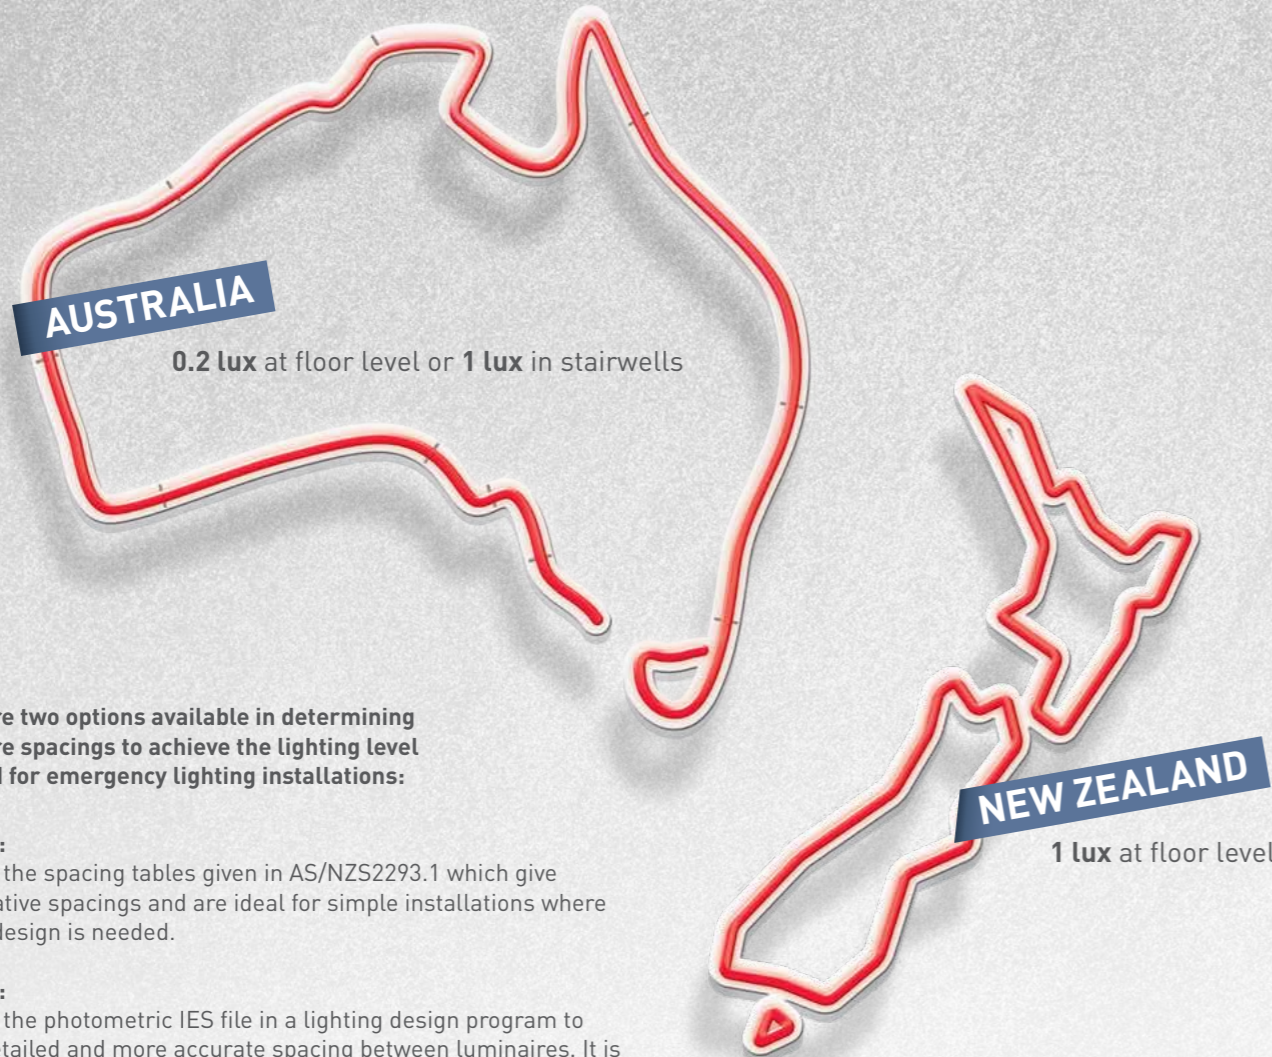 AUSTRALIA
0.2 lux at floor level or 1 lux in stairwells
re two options available in determining
re spacings to achieve the lighting level
d for emergency lighting installations:
:
the spacing tables given in AS/NZS2293.1 which give
ative spacings and are ideal for simple installations where
design is needed.
:
the photometric IES file in a lighting design program to
etailed and more accurate spacing between luminaires. It is
NEW ZEALAND
1 lux at floor level